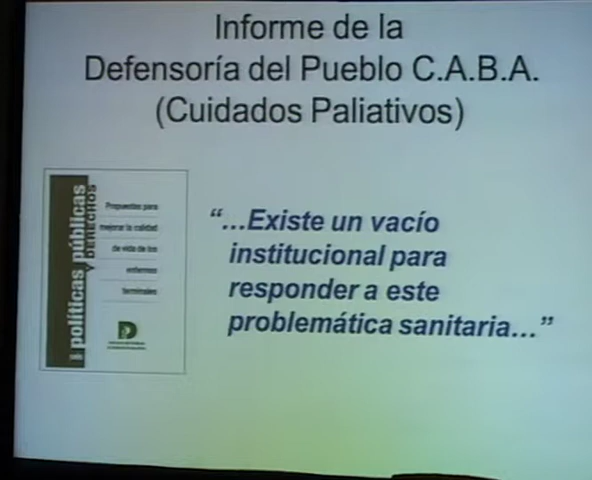 Informe de la
Defensoría del Pueblo C.A.B.A.
(Cuidados Paliativos)
políticas públicas
Y DERECHOS
Propuestas para
mejorar la calidad
de vida de los
enfermos
terminales
“...Existe un vacío
institucional para
responder a este
problemática sanitaria...”